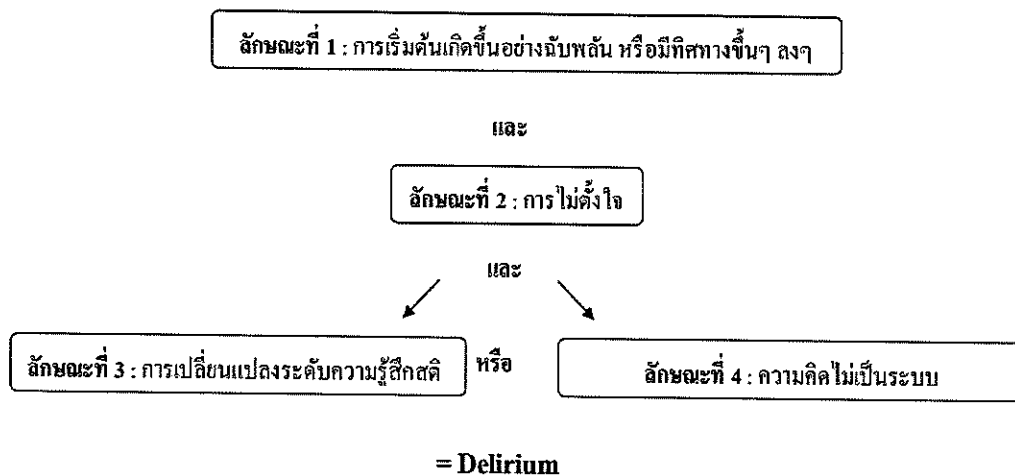 ลักษณะที่ 1 : การเริ่มต้นเกิดขึ้นอย่างฉับพลัน หรือมีทิศทางขึ้นๆ ลงๆ
และ
ลักษณะที่ 2 : การไม่ตั้งใจ
และ
ลักษณะที่ 3 : การเปลี่ยนแปลงระดับความรู้สึกสติ หรือ ลักษณะที่ 4 : ความคิดไม่เป็นระบบ
= Delirium